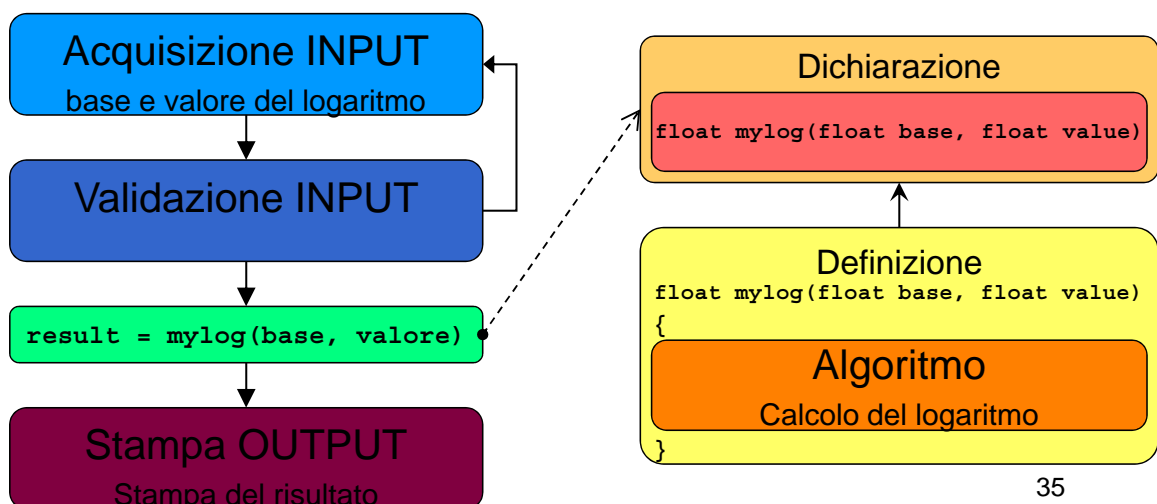 Acquisizione INPUT
base e valore del logaritmo
Validazione INPUT
result = mylog(base, valore)
Stampa OUTPUT
Stampa del risultato
Dichiarazione
float mylog(float base, float value)
Definizione
float mylog(float base, float value)
{
Algoritmo
Calcolo del logaritmo
}
35